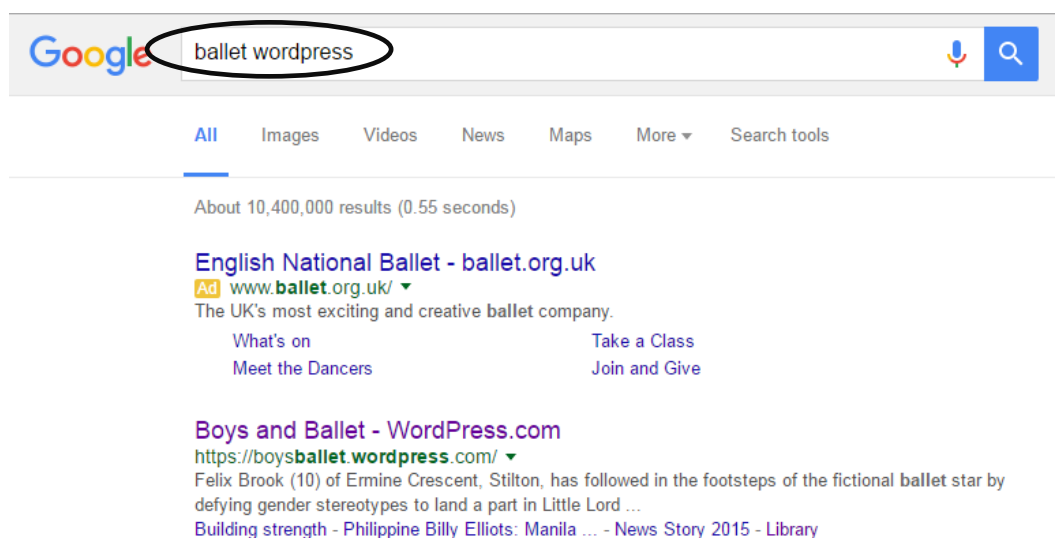 Google ballet wordpress
All Images Videos News Maps More Search tools
About 10,400,000 results (0.55 seconds)
English National Ballet - ballet.org.uk
Ad www.ballet.org.uk/
The UK's most exciting and creative ballet company.
What's on Take a Class
Meet the Dancers Join and Give
Boys and Ballet - WordPress.com
https://boysballet.wordpress.com/
Felix Brook (10) of Ermine Crescent, Stilton, has followed in the footsteps of the fictional ballet star by
defying gender stereotypes to land a part in Little Lord ...
Building strength - Philippine Billy Elliots: Manila ... - News Story 2015 - Library